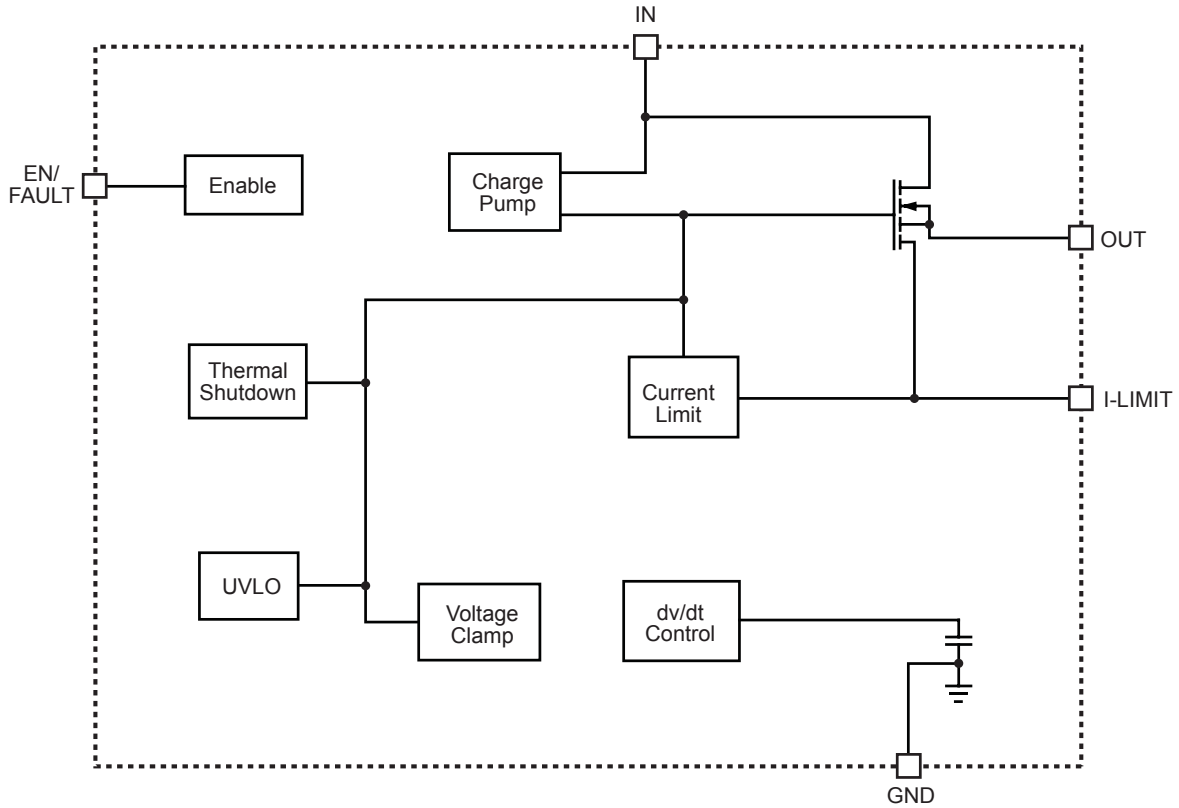 IN
EN/
FAULT
Enable
Charge
Pump
OUT
Thermal
Shutdown
Current
Limit
I-LIMIT
UVLO
Voltage
Clamp
dv/dt
Control
GND